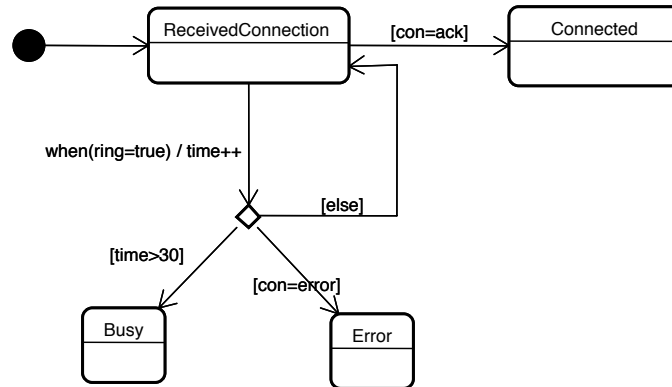 ReceivedConnection
[con=ack]
Connected
when(ring=true) / time++
[else]
[time>30]
[con=error]
Busy
Error